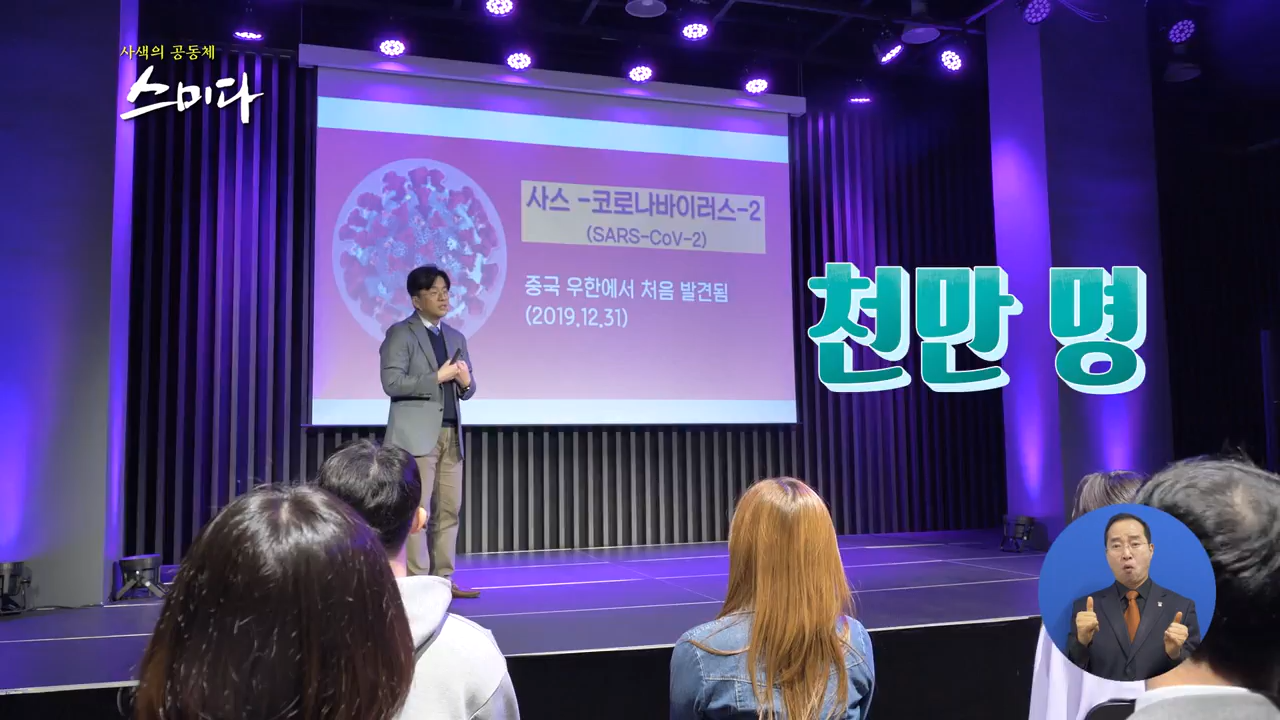 사색의 공동체
스미다
사스 -코로나바이러스-2
(SARS-CoV-2)
중국 우한에서 처음 발견됨
(2019.12.31)
천만 명